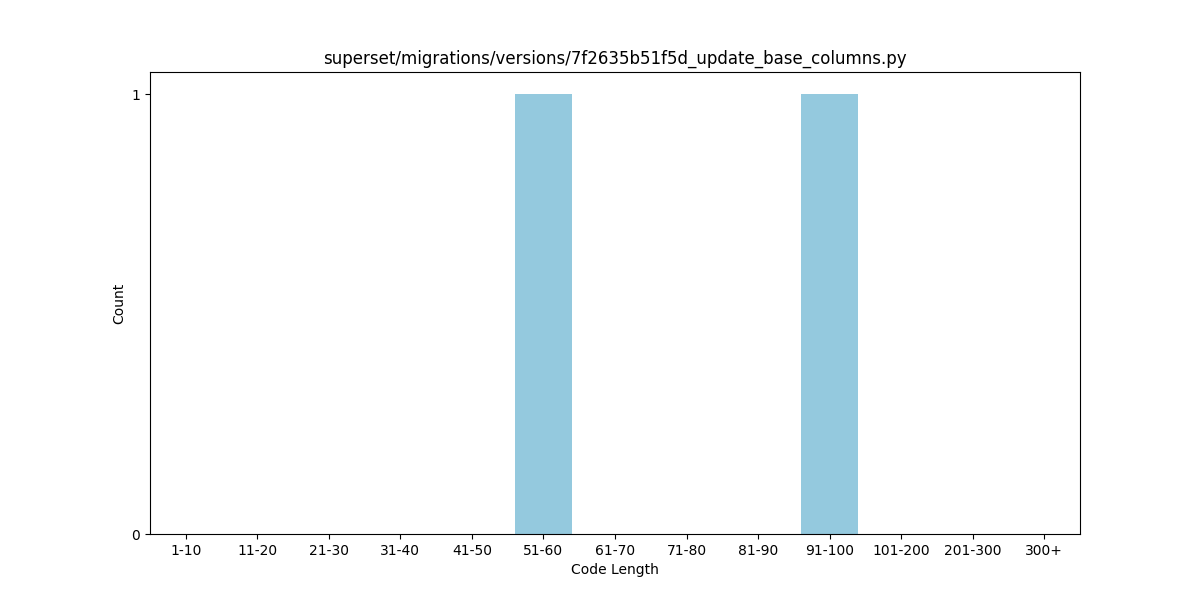 superset/migrations/versions/7f2635b51f5d_update_base_columns.py
1
Count
0
1-10 11-20 21-30 31-40 41-50 51-60 61-70 71-80 81-90 91-100 101-200 201-300 300+
Code Length